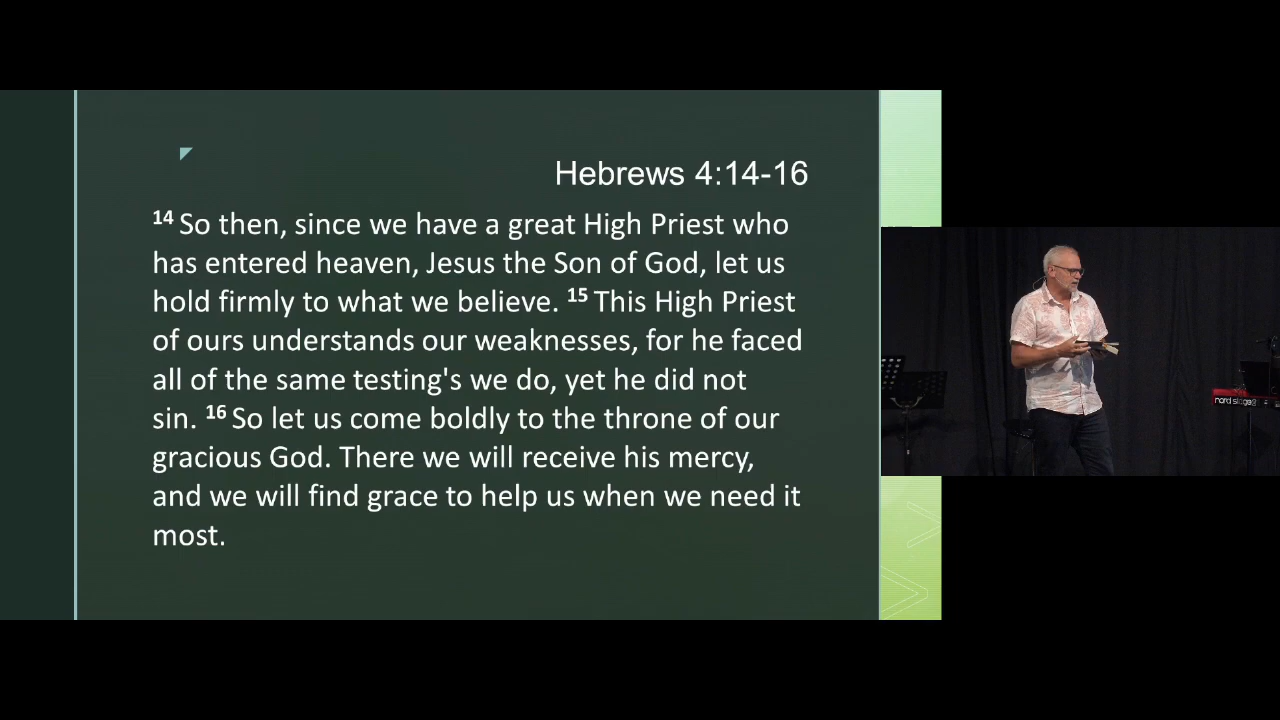 Hebrews 4:14-16
14 So then, since we have a great High Priest who
has entered heaven, Jesus the Son of God, let us
hold firmly to what we believe. 15 This High Priest
of ours understands our weaknesses, for he faced
all of the same testing's we do, yet he did not
sin. 16 So let us come boldly to the throne of our
gracious God. There we will receive his mercy,
and we will find grace to help us when we need it
most.
nord stage2